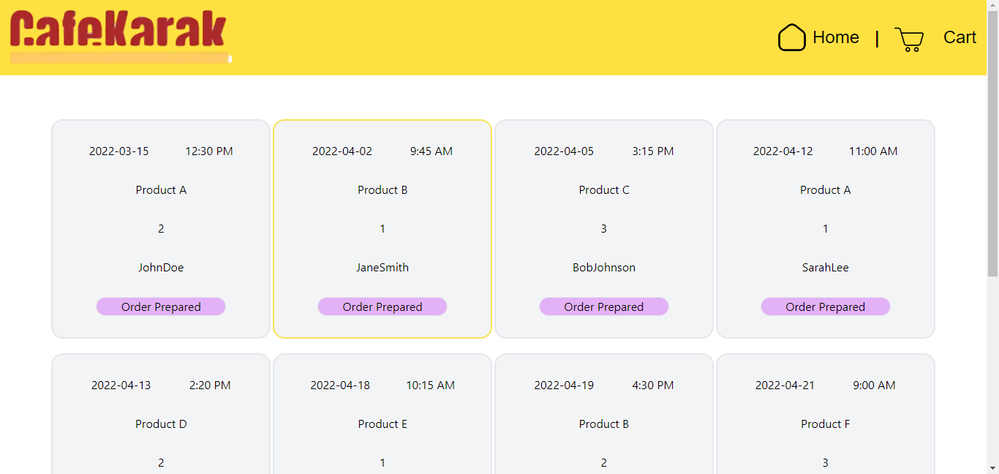 CafeKarak
Home | Cart
2022-03-15 12:30 PM
Product A
2
JohnDoe
Order Prepared
2022-04-02 9:45 AM
Product B
1
JaneSmith
Order Prepared
2022-04-05 3:15 PM
Product C
3
BobJohnson
Order Prepared
2022-04-12 11:00 AM
Product A
1
SarahLee
Order Prepared
2022-04-13 2:20 PM
Product D
2
2022-04-18 10:15 AM
Product E
1
2022-04-19 4:30 PM
Product B
2
2022-04-21 9:00 AM
Product F
3